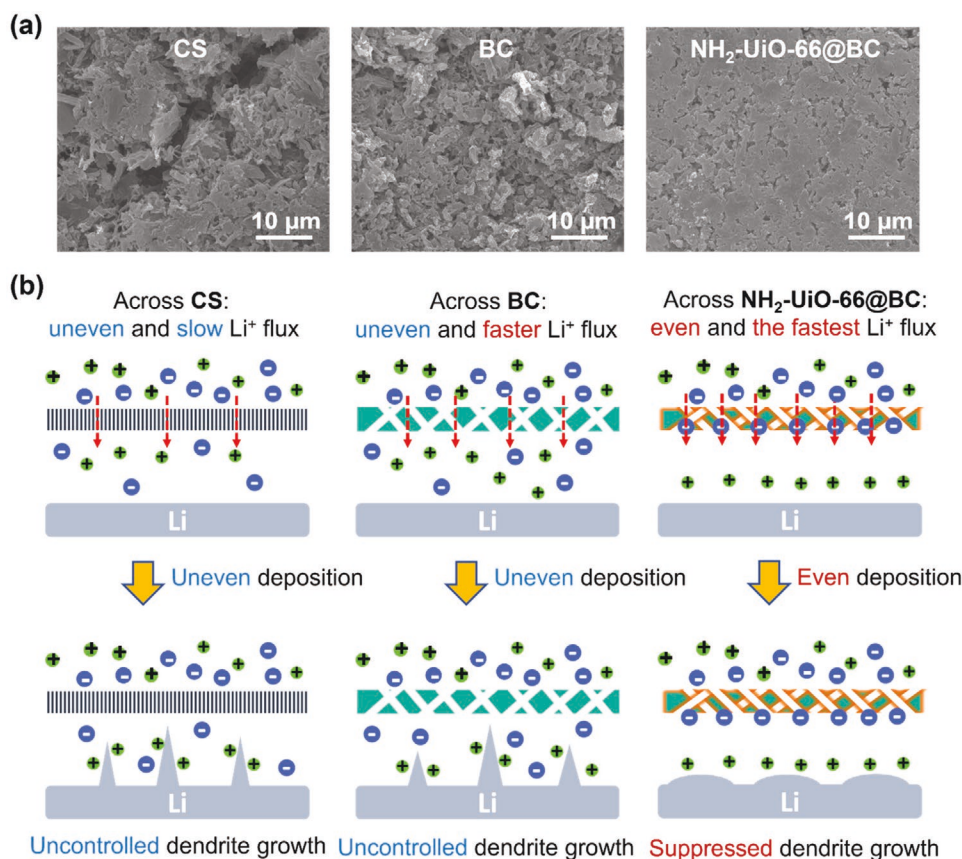 (a)
CS
BC
NH₂-UiO-66@BC
10 µm
10 µm
10 µm
(b)
Across CS:
uneven and slow Li⁺ flux
Across BC:
uneven and faster Li⁺ flux
Across NH₂-UiO-66@BC:
even and the fastest Li⁺ flux
Li
Li
Li
Uneven deposition
Uneven deposition
Even deposition
Li
Li
Li
Uncontrolled dendrite growth
Uncontrolled dendrite growth
Suppressed dendrite growth